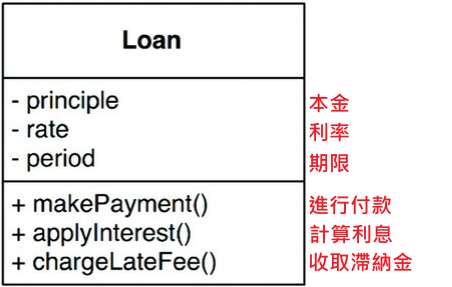 Loan
- principle 本金
- rate 利率
- period 期限
+ makePayment() 進行付款
+ applyInterest() 計算利息
+ chargeLateFee() 收取滯納金